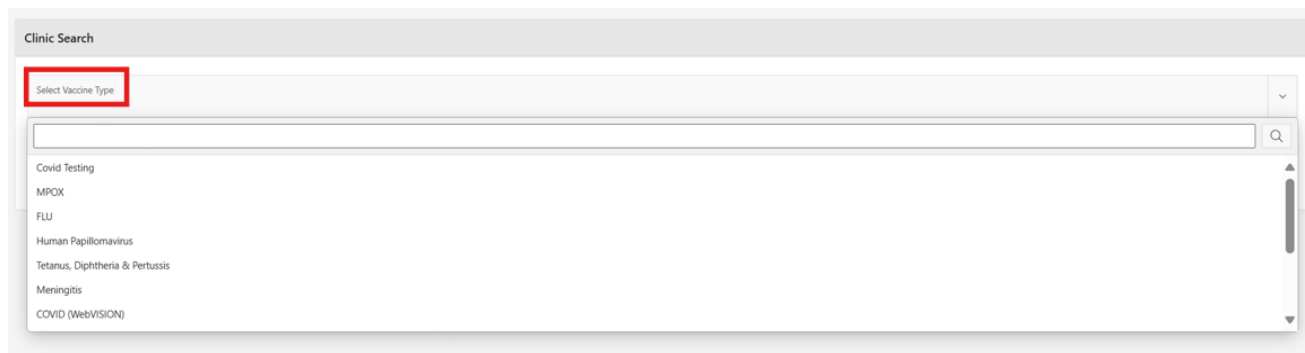 Clinic Search
Select Vaccine Type
Covid Testing
MPOX
FLU
Human Papillomavirus
Tetanus, Diphtheria & Pertussis
Meningitis
COVID (WebVISION)